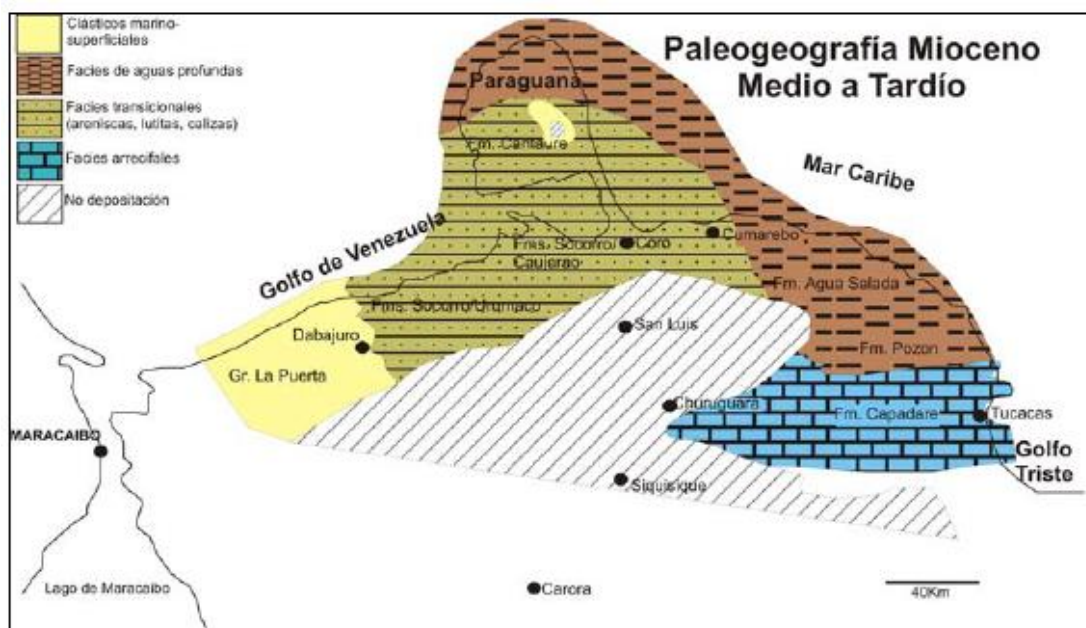 Clásticos marino-
superficiales
Facies de aguas profundas
Facies transicionales
(areniscas, lutitas, calizas)
Facies arrecifales
No depositación
Paleogeografía Mioceno
Medio a Tardío
Paraguaná
Fm. Cantaure
Mar Caribe
Golfo de Venezuela
Fms. Socorro/
Caujarao
Coro
Cumarebo
Fm. Agua Salada
Fms. Socorro/Urumaco
Dabajuro
San Luis
Fm. Pozon
Gr. La Puerta
Churuguara
Fm. Capadare
Tucacas
MARACAIBO
Golfo
Triste
Siquisique
Lago de Maracaibo
Carora
40Km